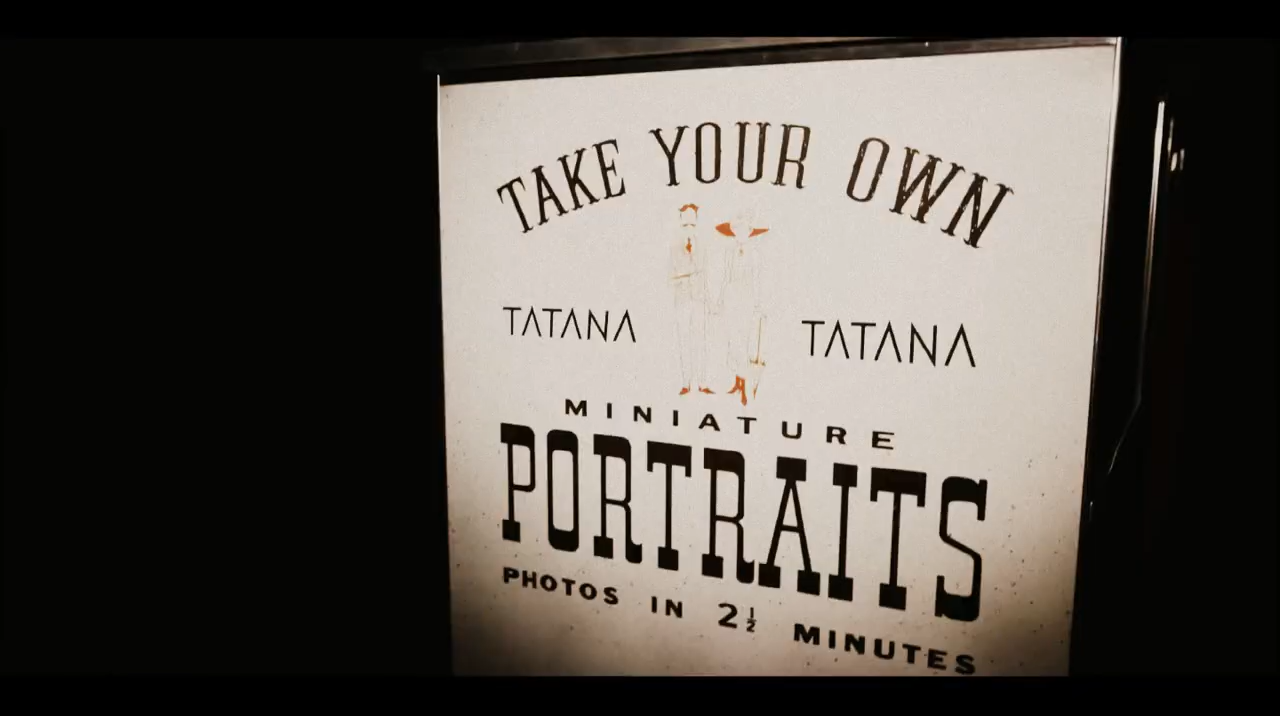 TAKE YOUR OWN
TATANA TATANA
MINIATURE
PORTRAITS
PHOTOS IN 2½ MINUTES